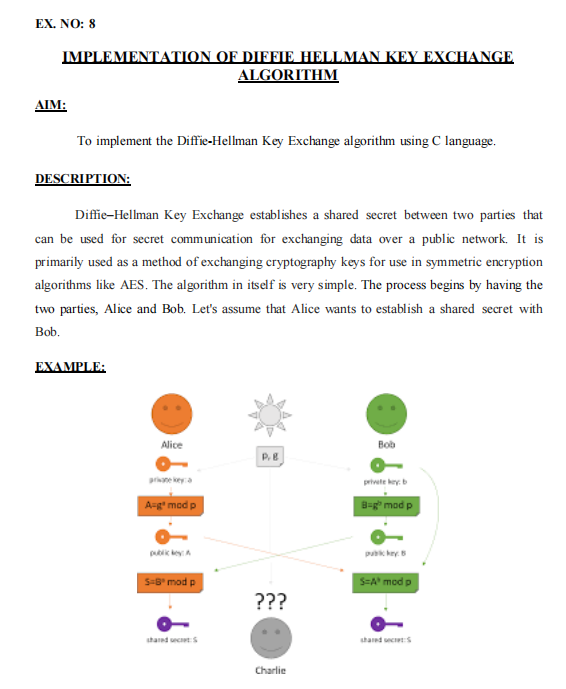 EX. NO: 8
IMPLEMENTATION OF DIFFIE HELLMAN KEY EXCHANGE
ALGORITHM
AIM:
To implement the Diffie-Hellman Key Exchange algorithm using C language.
DESCRIPTION:
Diffie–Hellman Key Exchange establishes a shared secret between two parties that
can be used for secret communication for exchanging data over a public network. It is
primarily used as a method of exchanging cryptography keys for use in symmetric encryption
algorithms like AES. The algorithm in itself is very simple. The process begins by having the
two parties, Alice and Bob. Let's assume that Alice wants to establish a shared secret with
Bob.
EXAMPLE:
Alice
Bob
p, g
private key: a
private key: b
A=gᵃ mod p
B=gᵇ mod p
public key: A
public key: B
S=Bᵃ mod p
S=Aᵇ mod p
???
shared secret: S
shared secret: S
Charlie